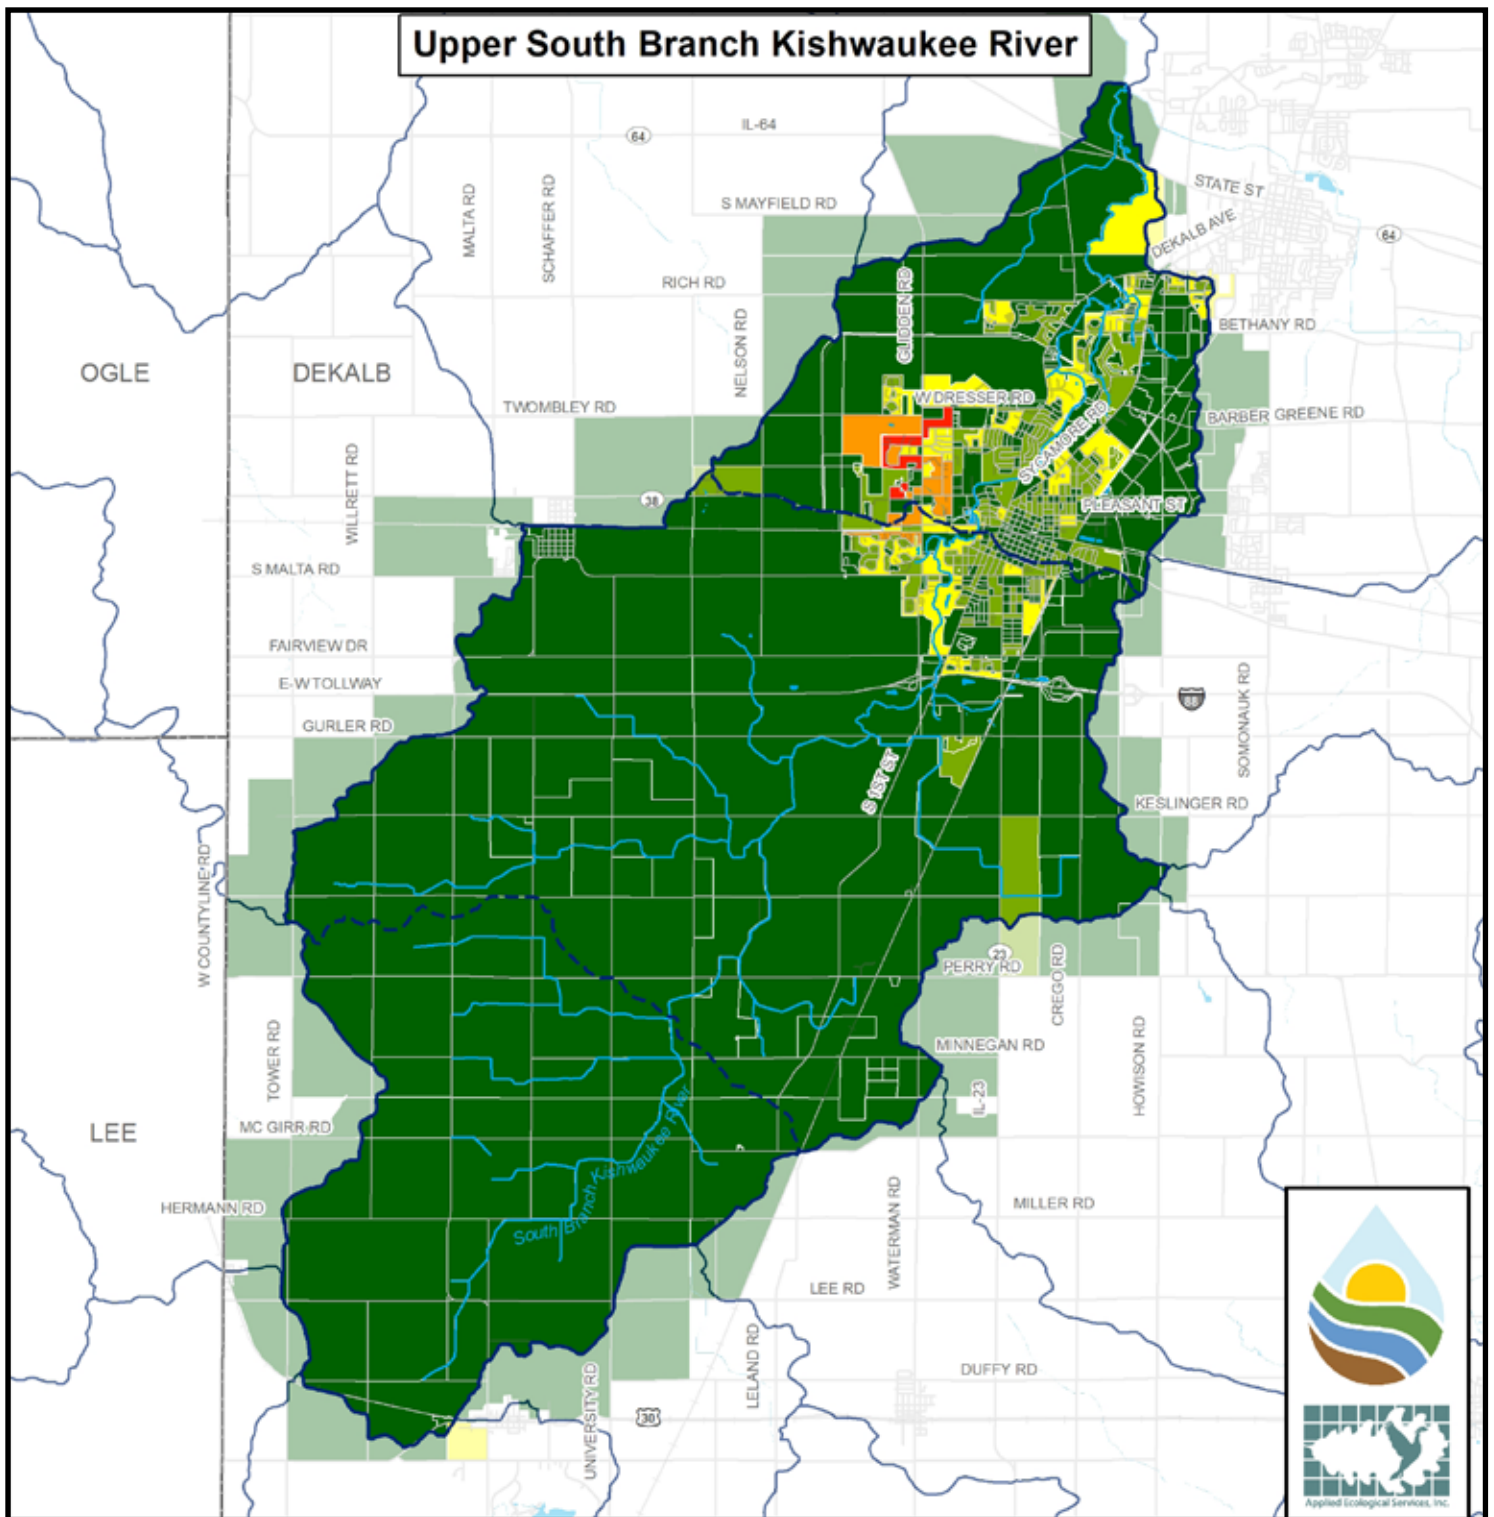 Upper South Branch Kishwaukee River
IL-64
64
STATE ST
MALTA RD
SCHAFFER RD
S MAYFIELD RD
DEKALB AVE
64
RICH RD
GLIDDEN RD
NELSON RD
BETHANY RD
OGLE
DEKALB
W DRESSER RD
TWOMBLEY RD
BARBER GREENE RD
SYCAMORE RD
WILLRETT RD
38
PLEASANT ST
S MALTA RD
FAIRVIEW DR
E-W TOLLWAY
88
SOMONAUK RD
GURLER RD
S 1ST ST
KESLINGER RD
W COUNTYLINE RD
23
PERRY RD
CREGO RD
TOWER RD
MINNEGAN RD
HOWISON RD
IL-23
MC GIRR RD
LEE
South Branch Kishwaukee River
HERMANN RD
WATERMAN RD
MILLER RD
LEE RD
LELAND RD
DUFFY RD
UNIVERSITY RD
30
Applied Ecological Services, Inc.